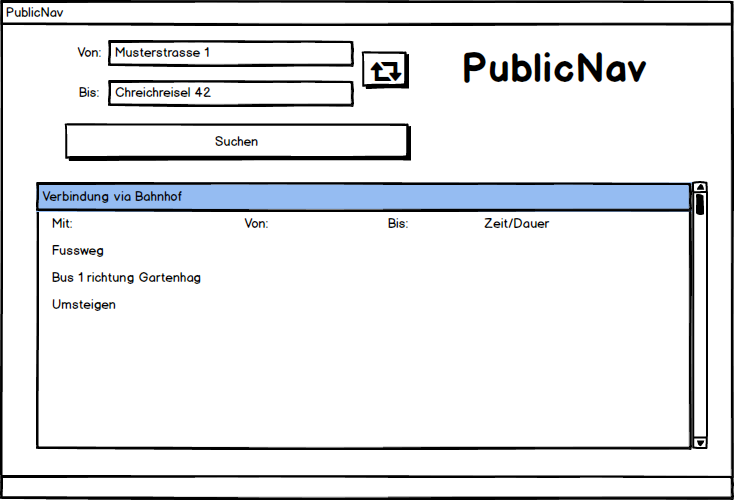 PublicNav
Von: Musterstrasse 1
PublicNav
Bis: Chreichreisel 42
Suchen
Verbindung via Bahnhof
Mit: Von: Bis: Zeit/Dauer
Fussweg
Bus 1 richtung Gartenhag
Umsteigen